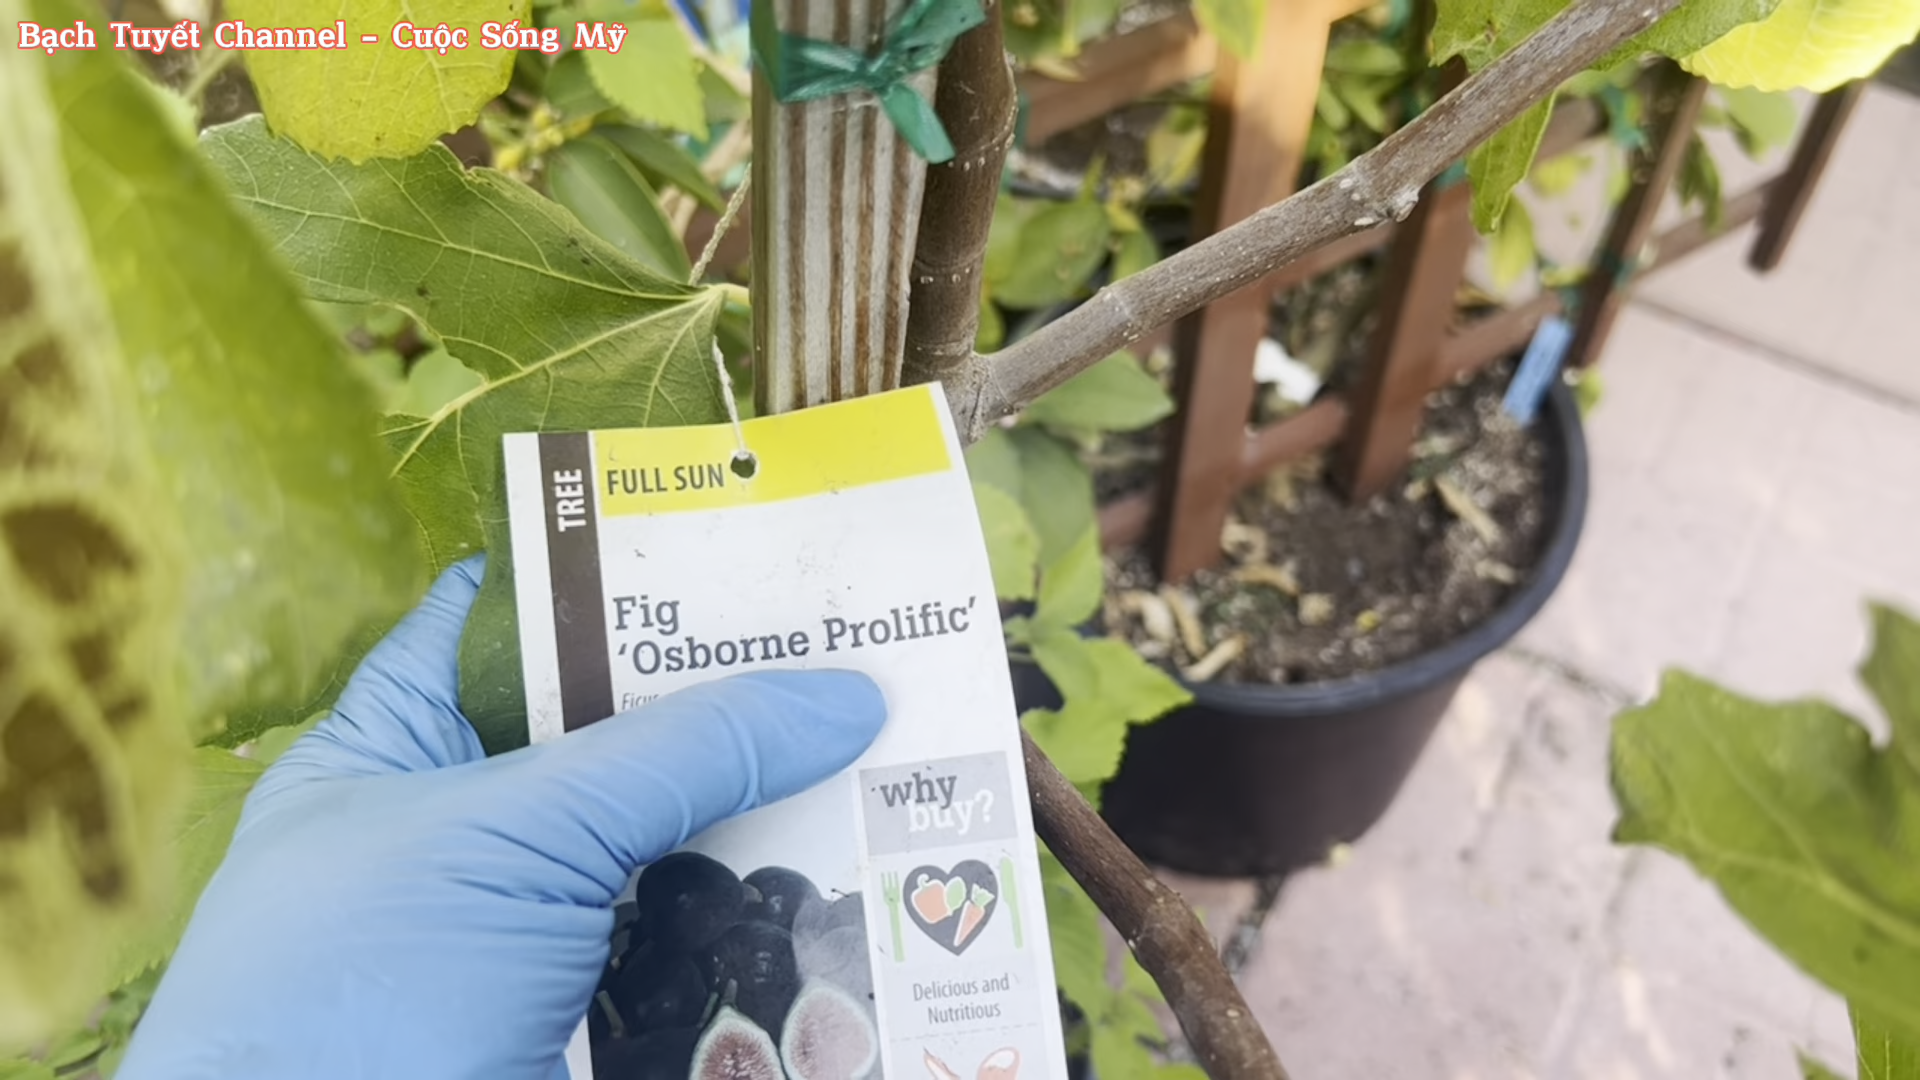 Bạch Tuyết Channel - Cuộc Sống Mỹ
TREE
FULL SUN
Fig
'Osborne Prolific'
why
buy?
Delicious and
Nutritious